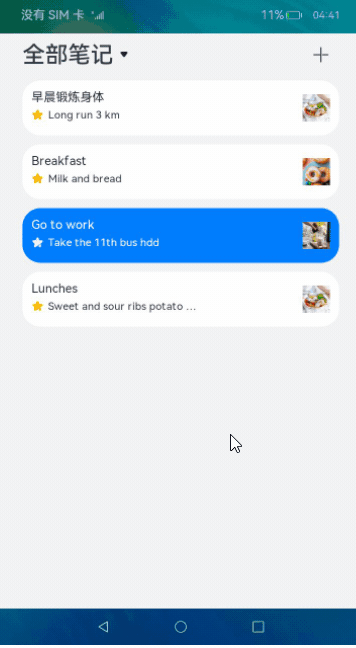 没有 SIM 卡
11%
04:41
全部笔记
早晨锻炼身体
Long run 3 km
Breakfast
Milk and bread
Go to work
Take the 11th bus hdd
Lunches
Sweet and sour ribs potato ...